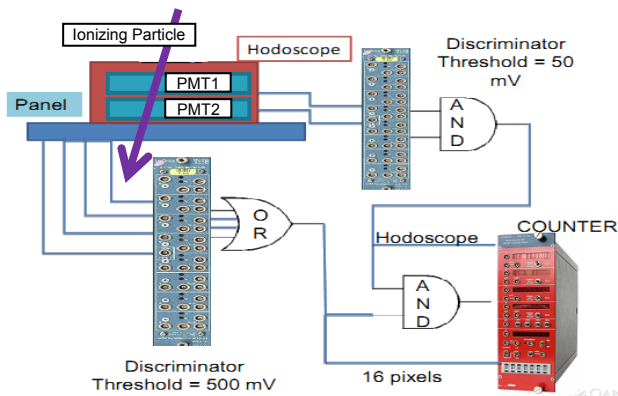 Ionizing Particle
Hodoscope
Discriminator
Threshold = 50
mV
PMT1
PMT2
Panel
A
N
D
O
R
Hodoscope
COUNTER
A
N
D
16 pixels
Discriminator
Threshold = 500 mV